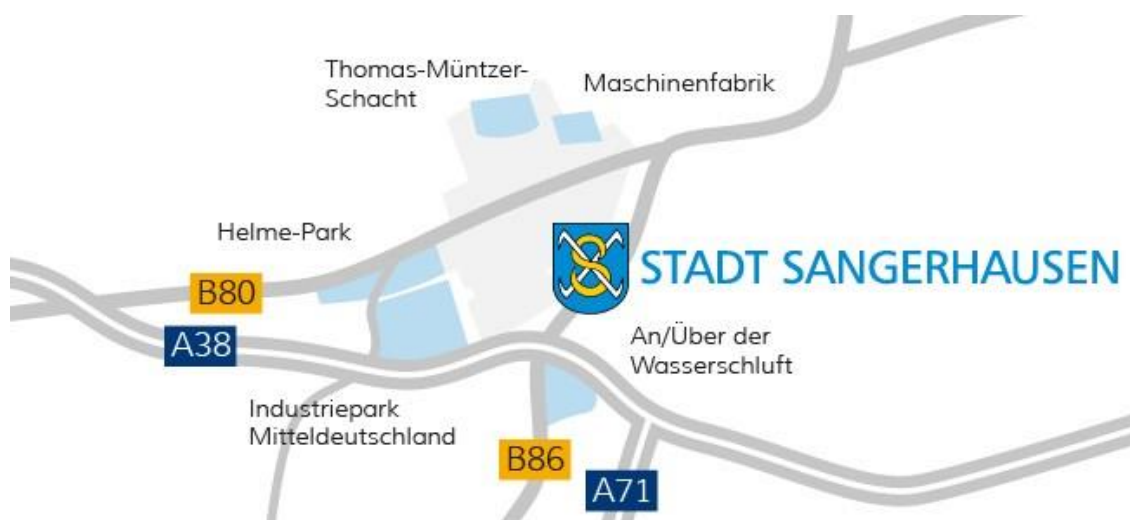 Thomas-Müntzer-
Schacht
Maschinenfabrik
Helme-Park
STADT SANGERHAUSEN
B80
A38
An/Über der
Wasserschluft
Industriepark
Mitteldeutschland
B86
A71